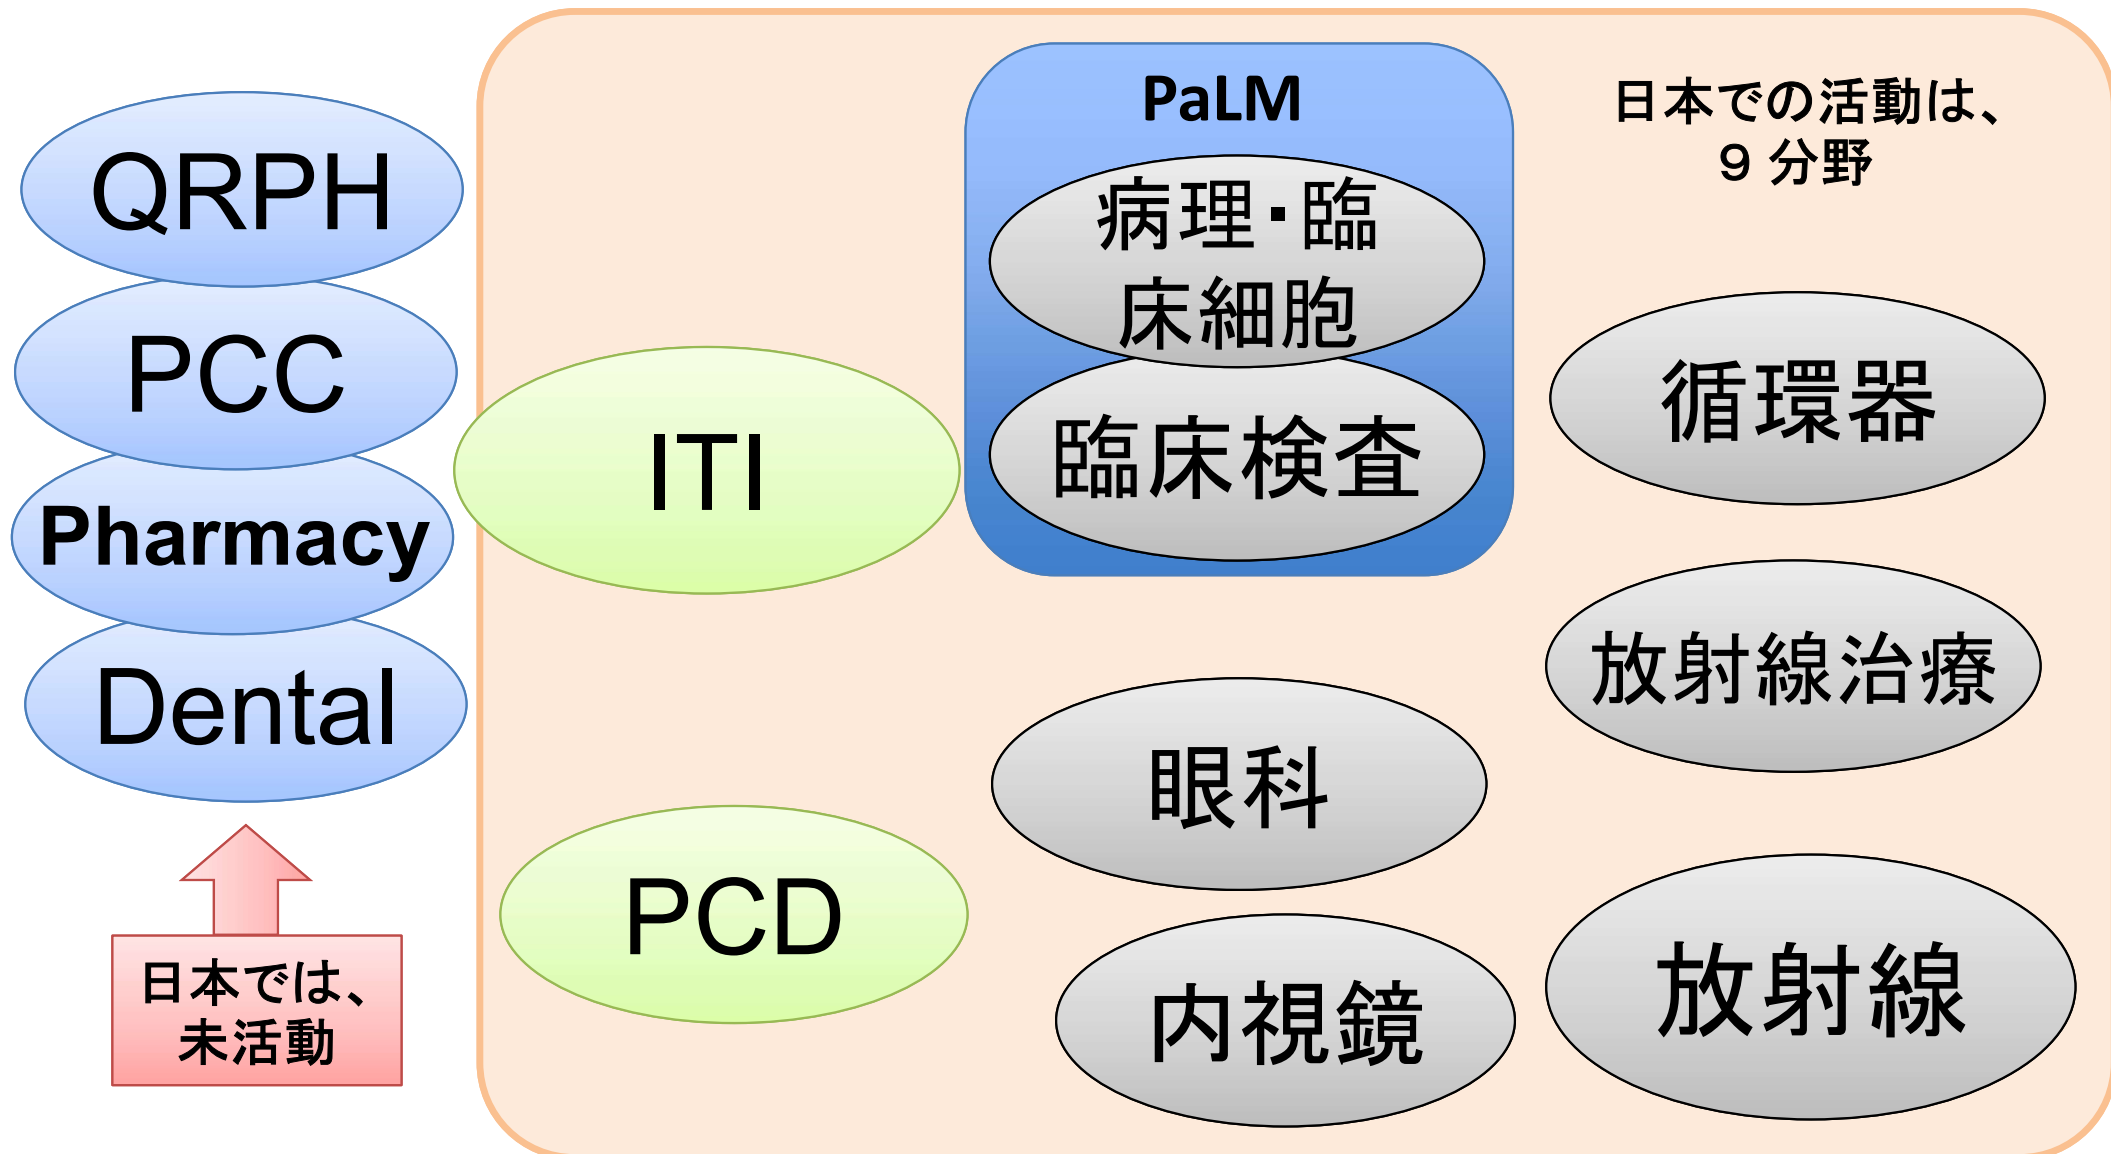 QRPH
PCC
Pharmacy
Dental
日本では、
未活動
ITI
PCD
PaLM
病理・臨
床細胞
臨床検査
眼科
内視鏡
日本での活動は、
９分野
循環器
放射線治療
放射線